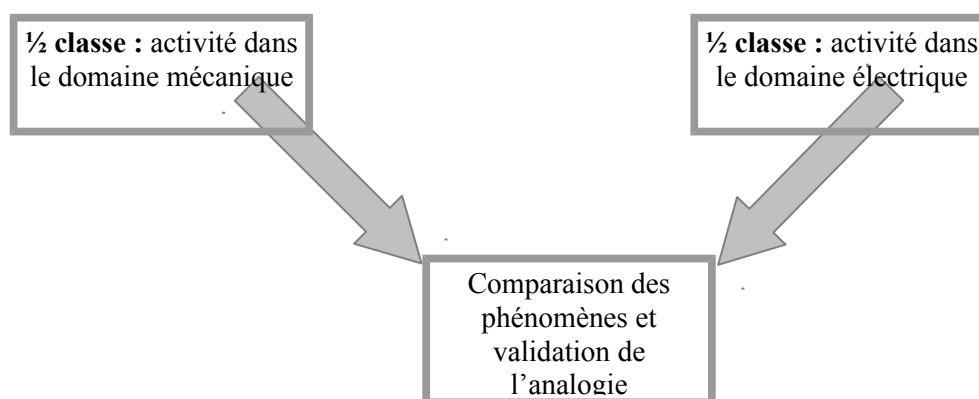 ½ classe : activité dans
le domaine mécanique
½ classe : activité dans
le domaine électrique
Comparaison des
phénomènes et
validation de
l’analogie